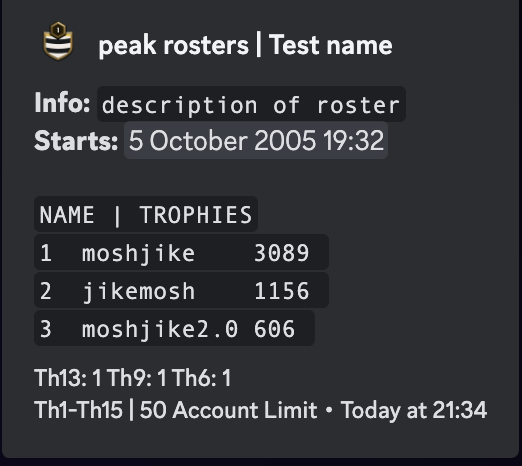 peak rosters | Test name
Info: description of roster
Starts: 5 October 2005 19:32
NAME | TROPHIES
1  moshjike    3089
2  jikemosh    1156
3  moshjike2.0 606
Th13: 1 Th9: 1 Th6: 1
Th1-Th15 | 50 Account Limit • Today at 21:34